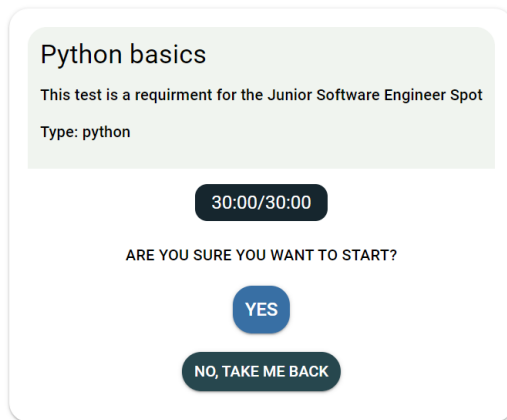 Python basics
This test is a requirment for the Junior Software Engineer Spot
Type: python
30:00/30:00
ARE YOU SURE YOU WANT TO START?
YES
NO, TAKE ME BACK